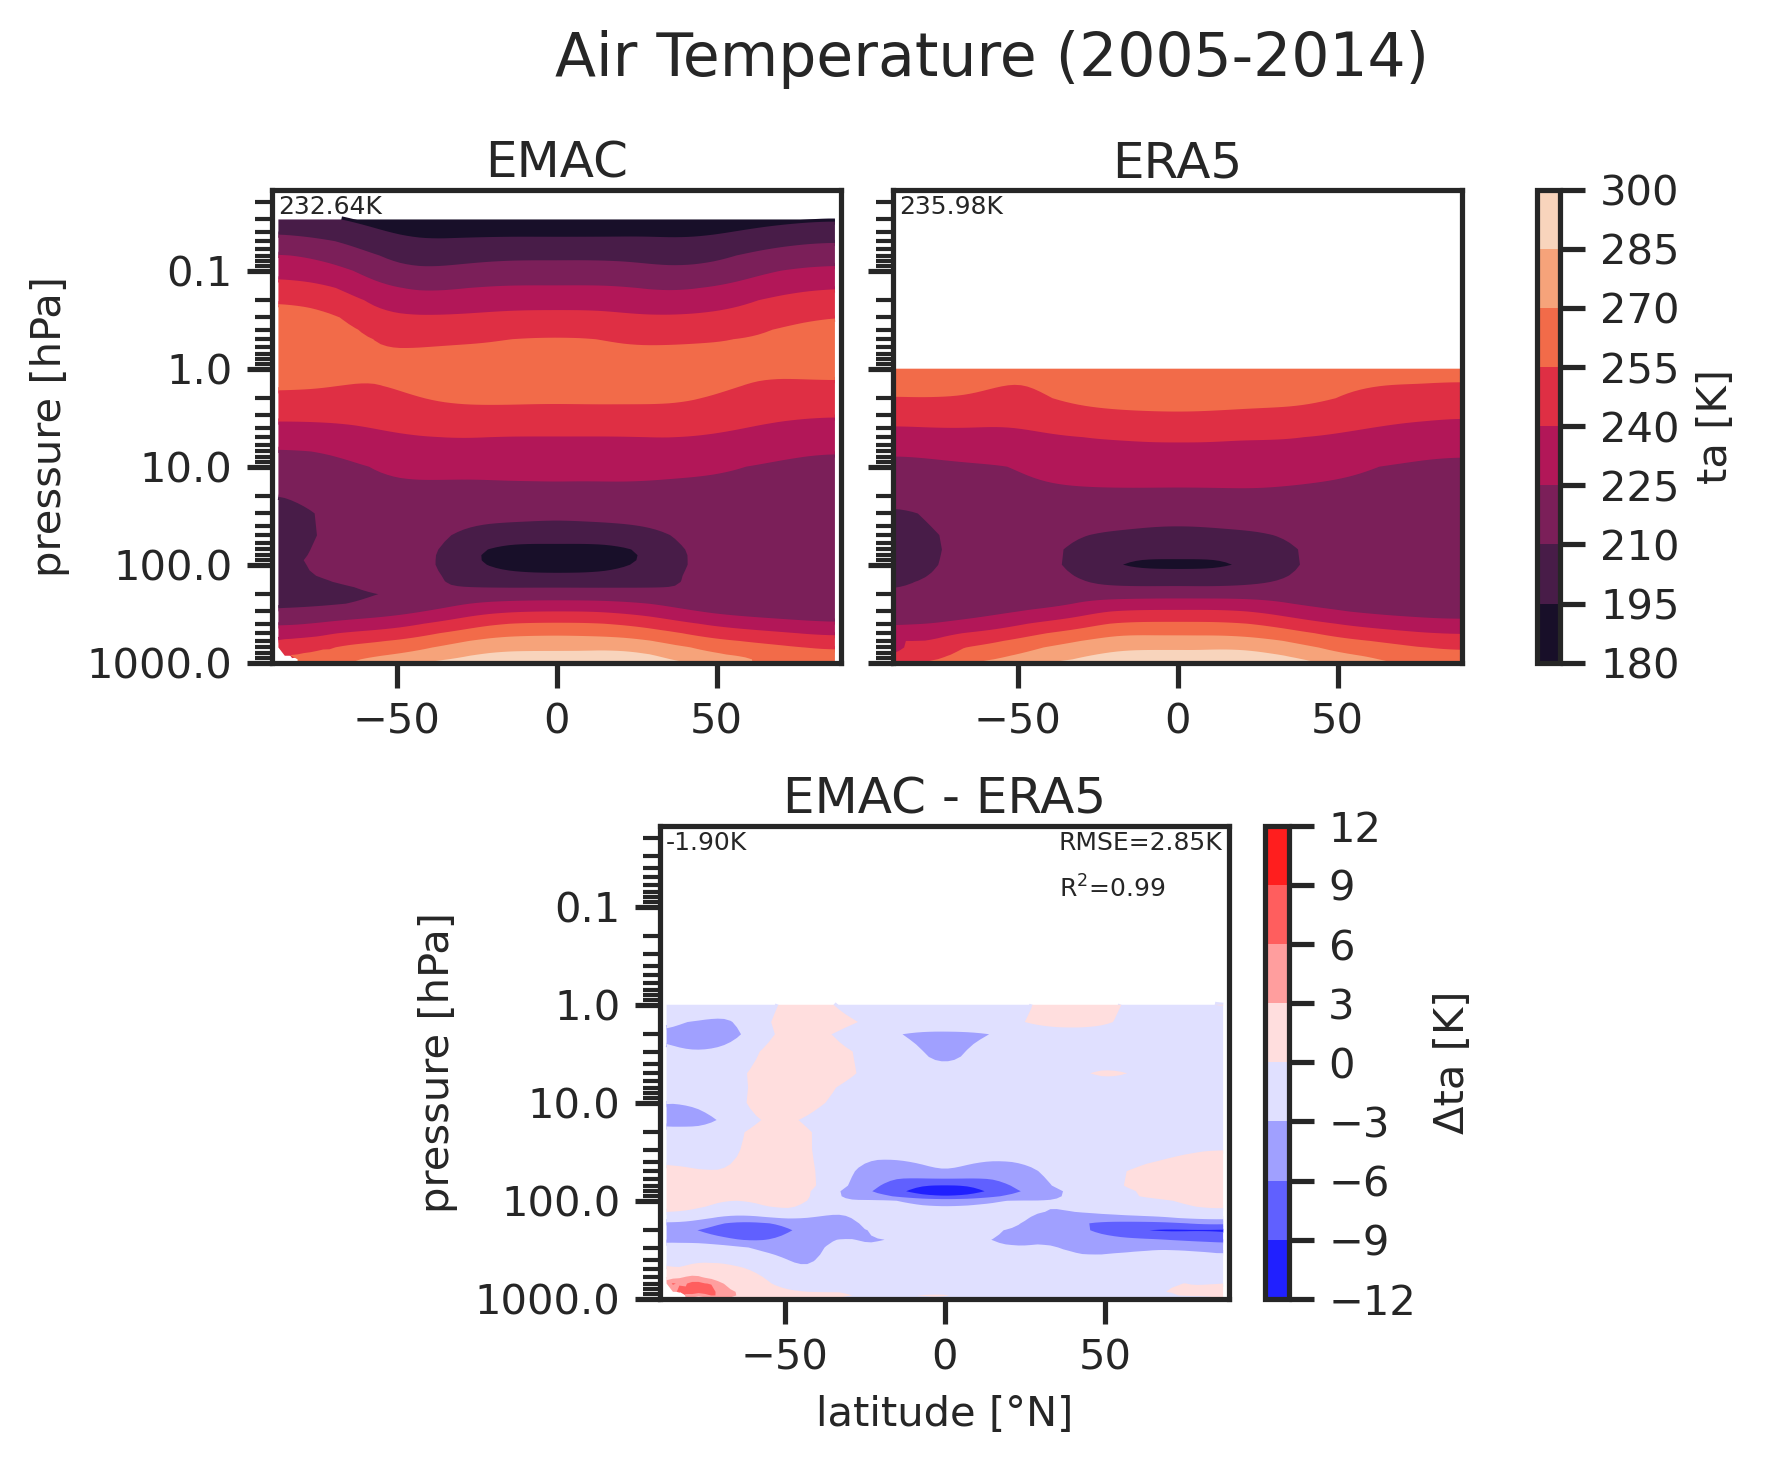 Air Temperature (2005-2014)
EMAC
ERA5
232.64K
235.98K
pressure [hPa]
0.1
1.0
10.0
100.0
1000.0
−50 0 50
−50 0 50
300
285
270
255
240
225
210
195
180
ta [K]
EMAC - ERA5
-1.90K
RMSE=2.85K
R²=0.99
pressure [hPa]
0.1
1.0
10.0
100.0
1000.0
−50 0 50
latitude [°N]
12
9
6
3
0
−3
−6
−9
−12
Δta [K]